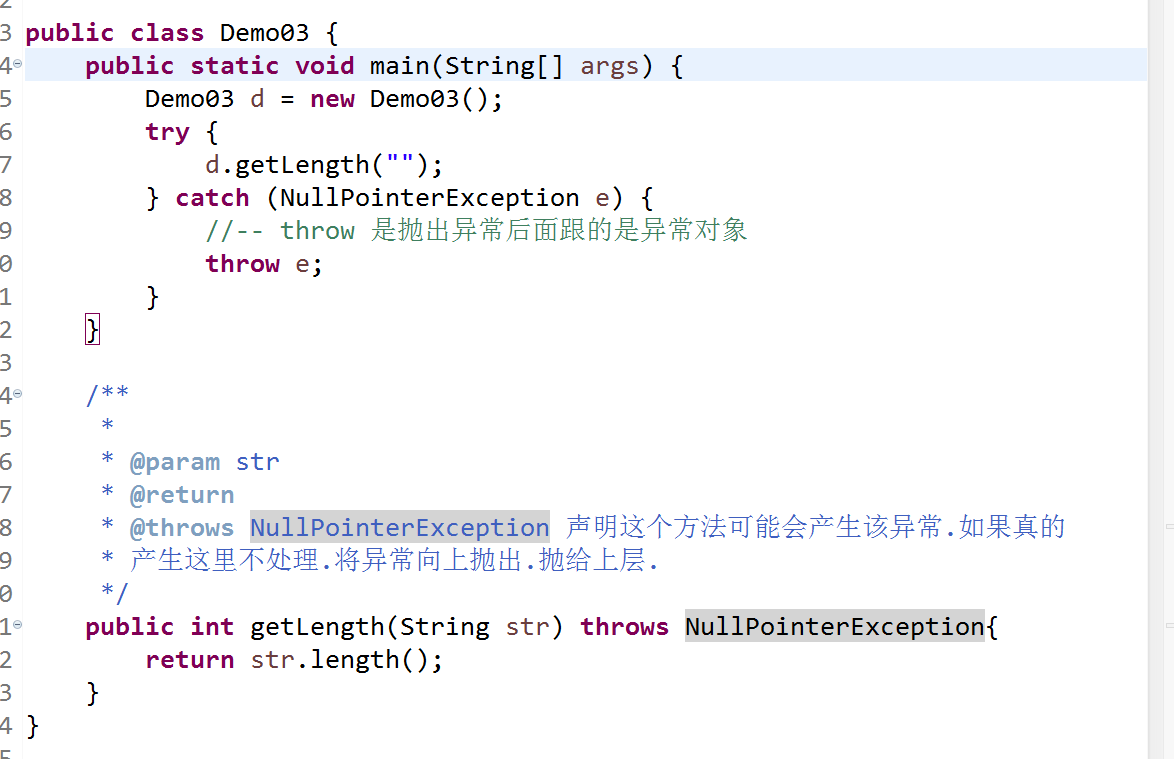 2
3 public class Demo03 {
4 public static void main(String[] args) {
5 Demo03 d = new Demo03();
6 try {
7 d.getLength("");
8 } catch (NullPointerException e) {
9 //-- throw 是抛出异常后面跟的是异常对象
0 throw e;
1 }
2 }
3
4 /**
5 *
6 * @param str
7 * @return
8 * @throws NullPointerException 声明这个方法可能会产生该异常.如果真的
9 * 产生这里不处理.将异常向上抛出.抛给上层.
0 */
1 public int getLength(String str) throws NullPointerException{
2 return str.length();
3 }
4 }
5